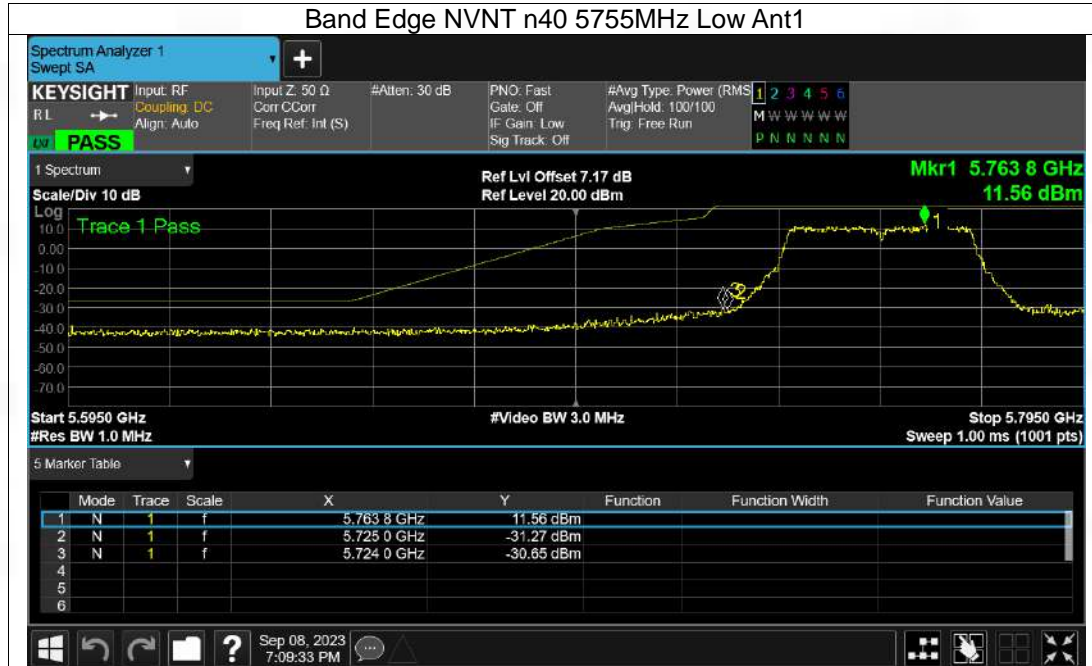 Band Edge NVNT n40 5755MHz Low Ant1
Spectrum Analyzer 1
Swept SA
+
KEYSIGHT Input: RF Input Z: 50 Ω #Atten: 30 dB PNO: Fast #Avg Type: Power (RMS 1 2 3 4 5 6
RL Coupling: DC Corr CCorr Gate: Off Avg|Hold: 100/100 M W W W W W
Align: Auto Freq Ref: Int (S) IF Gain: Low Trig: Free Run
LXI PASS Sig Track: Off P N N N N N
1 Spectrum Ref Lvl Offset 7.17 dB Mkr1 5.763 8 GHz
Scale/Div 10 dB Ref Level 20.00 dBm 11.56 dBm
Log
Trace 1 Pass
10.0
0.00
-10.0
-20.0
-30.0
-40.0
-50.0
-60.0
-70.0
1
2
Start 5.5950 GHz #Video BW 3.0 MHz Stop 5.7950 GHz
#Res BW 1.0 MHz Sweep 1.00 ms (1001 pts)
5 Marker Table
Mode Trace Scale X Y Function Function Width Function Value
1 N 1 f 5.763 8 GHz 11.56 dBm
2 N 1 f 5.725 0 GHz -31.27 dBm
3 N 1 f 5.724 0 GHz -30.65 dBm
4
5
6
? Sep 08, 2023
7:09:33 PM